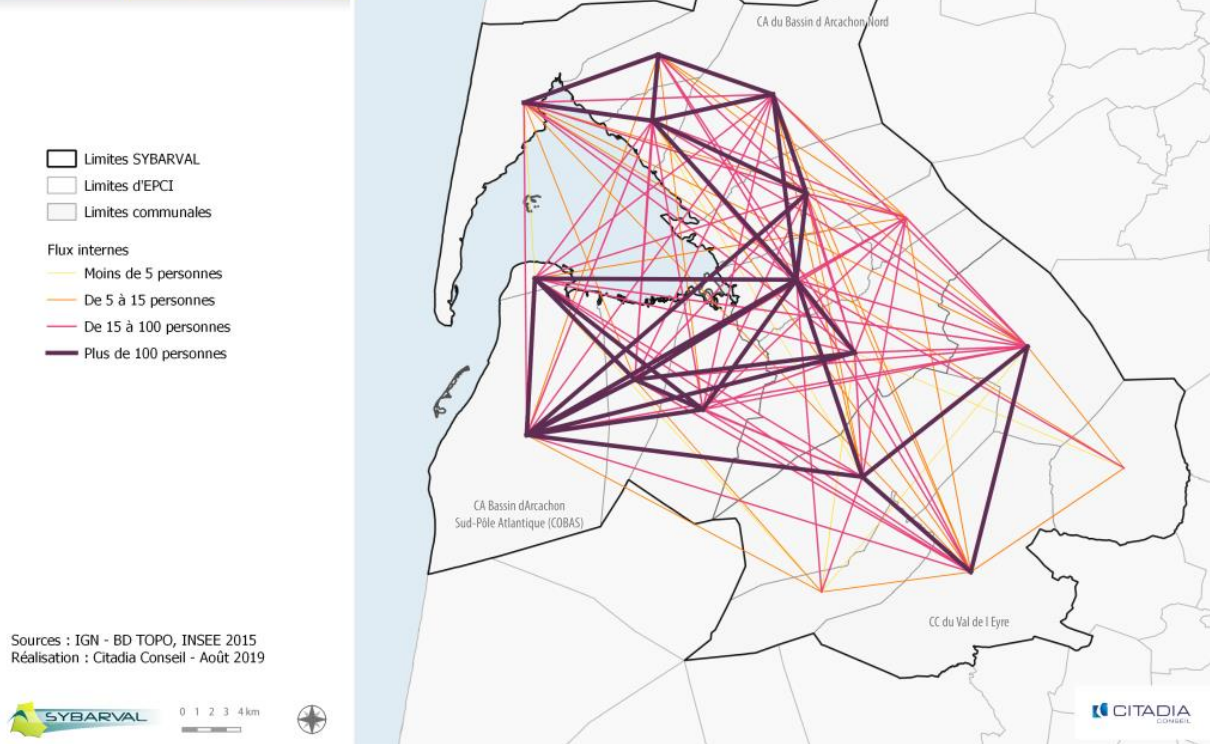 CA du Bassin d Arcachon Nord
Limites SYBARVAL
Limites d'EPCI
Limites communales
Flux internes
Moins de 5 personnes
De 5 à 15 personnes
De 15 à 100 personnes
Plus de 100 personnes
CA Bassin dArcachon
Sud-Pôle Atlantique (COBAS)
CC du Val de l Eyre
Sources : IGN - BD TOPO, INSEE 2015
Réalisation : Citadia Conseil - Août 2019
SYBARVAL
0 1 2 3 4 km
CITADIA
CONSEIL